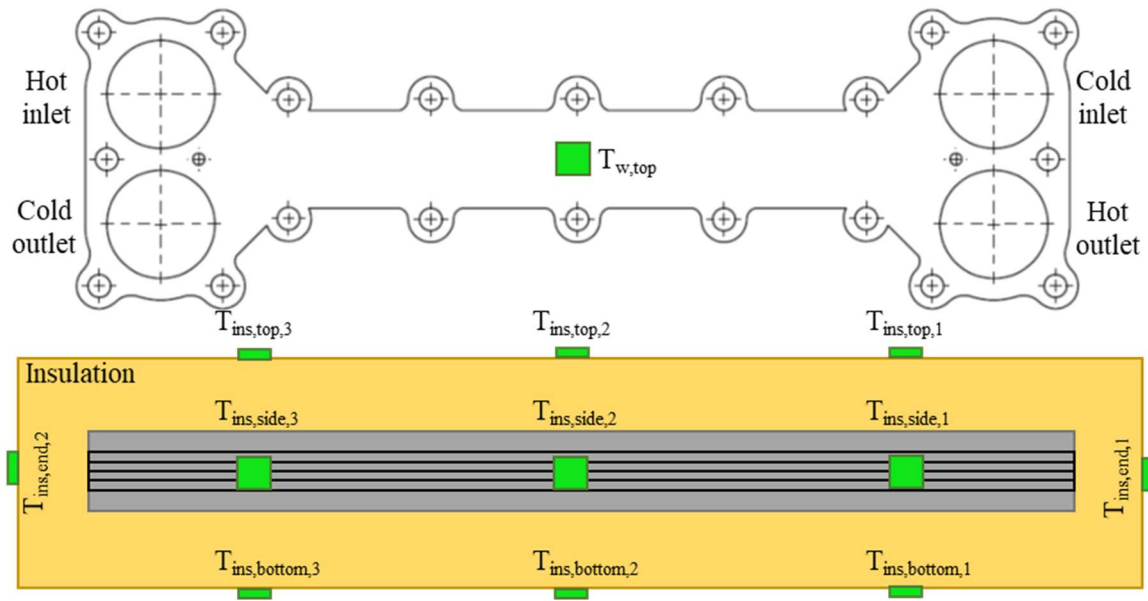 Hot
inlet
Cold
inlet
T_w,top
Cold
outlet
Hot
outlet
T_ins,top,3
T_ins,top,2
T_ins,top,1
Insulation
T_ins,side,3
T_ins,side,2
T_ins,side,1
T_ins,end,2
T_ins,end,1
T_ins,bottom,3
T_ins,bottom,2
T_ins,bottom,1